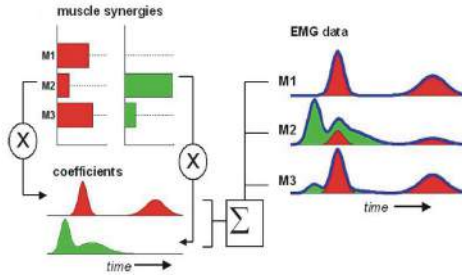 muscle synergies
M1
M2
M3
X
X
coefficients
time
Σ
EMG data
M1
M2
M3
time